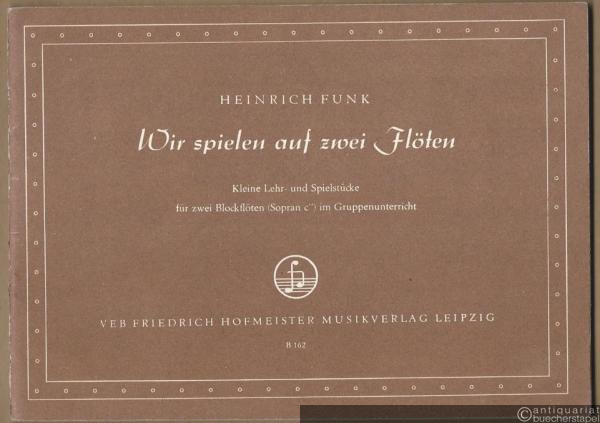 HEINRICH FUNK
Wir spielen auf zwei Flöten
Kleine Lehr- und Spielstücke
für zwei Blockflöten (Sopran c'') im Gruppenunterricht
VEB FRIEDRICH HOFMEISTER MUSIKVERLAG LEIPZIG
B 162
© antiquariat
buecherstapel